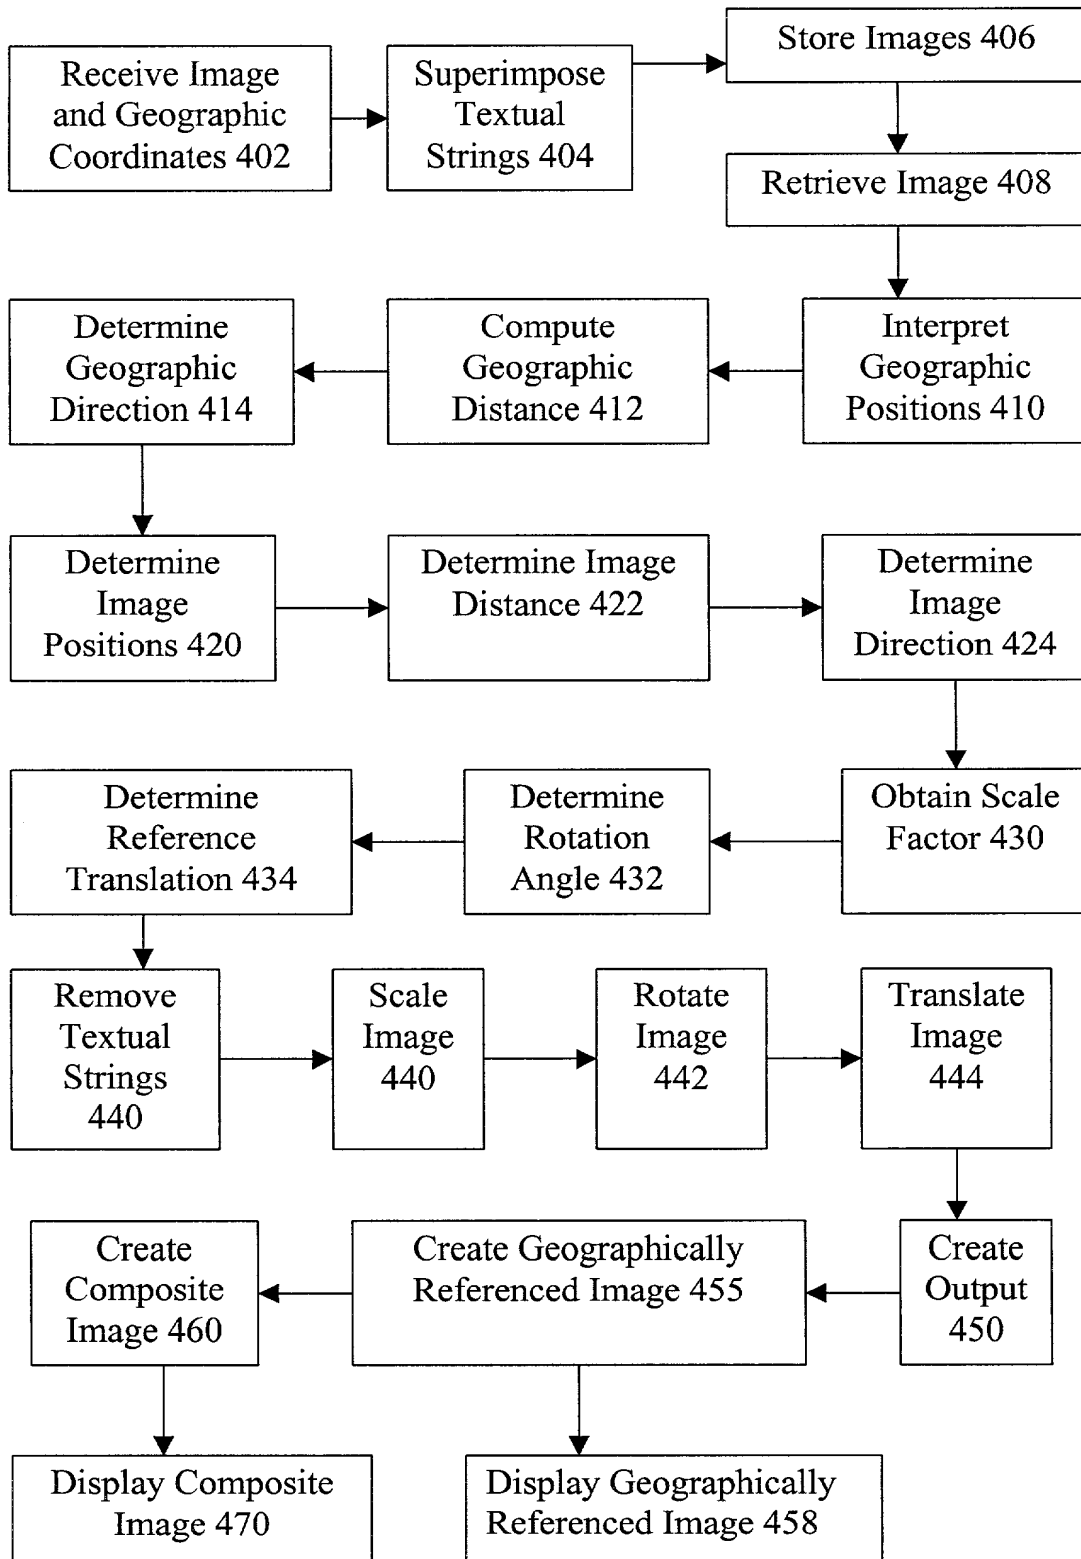 Receive Image
and Geographic
Coordinates 402
Superimpose
Textual
Strings 404
Store Images 406
Retrieve Image 408
Determine
Geographic
Direction 414
Compute
Geographic
Distance 412
Interpret
Geographic
Positions 410
Determine
Image
Positions 420
Determine Image
Distance 422
Determine
Image
Direction 424
Determine
Reference
Translation 434
Determine
Rotation
Angle 432
Obtain Scale
Factor 430
Remove
Textual
Strings
440
Scale
Image
440
Rotate
Image
442
Translate
Image
444
Create
Composite
Image 460
Create Geographically
Referenced Image 455
Create
Output
450
Display Composite
Image 470
Display Geographically
Referenced Image 458